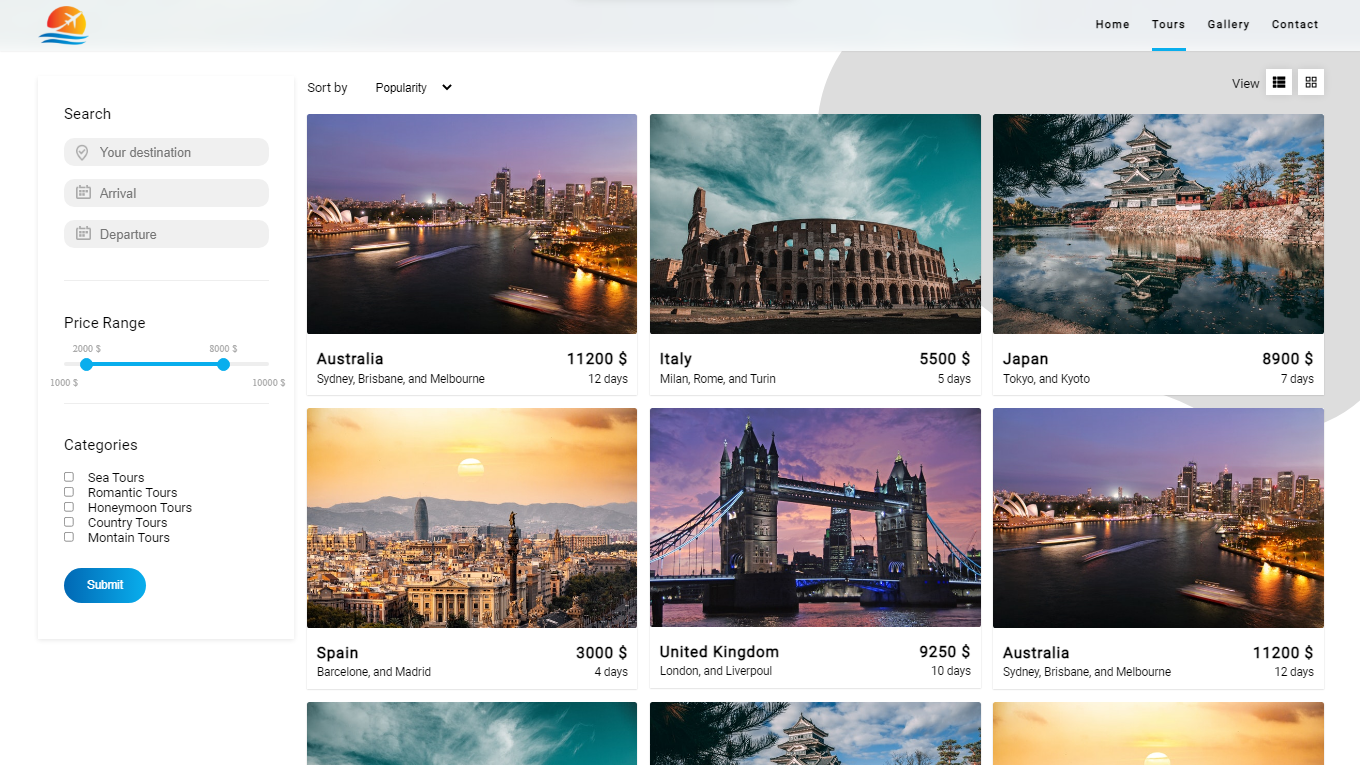 Home Tours Gallery Contact
Search
Your destination
Arrival
Departure
Price Range
2000 $ 8000 $
1000 $ 10000 $
Categories
Sea Tours
Romantic Tours
Honeymoon Tours
Country Tours
Montain Tours
Submit
Sort by Popularity
View
Australia 11200 $
Sydney, Brisbane, and Melbourne 12 days
Italy 5500 $
Milan, Rome, and Turin 5 days
Japan 8900 $
Tokyo, and Kyoto 7 days
Spain 3000 $
Barcelone, and Madrid 4 days
United Kingdom 9250 $
London, and Liverpoul 10 days
Australia 11200 $
Sydney, Brisbane, and Melbourne 12 days